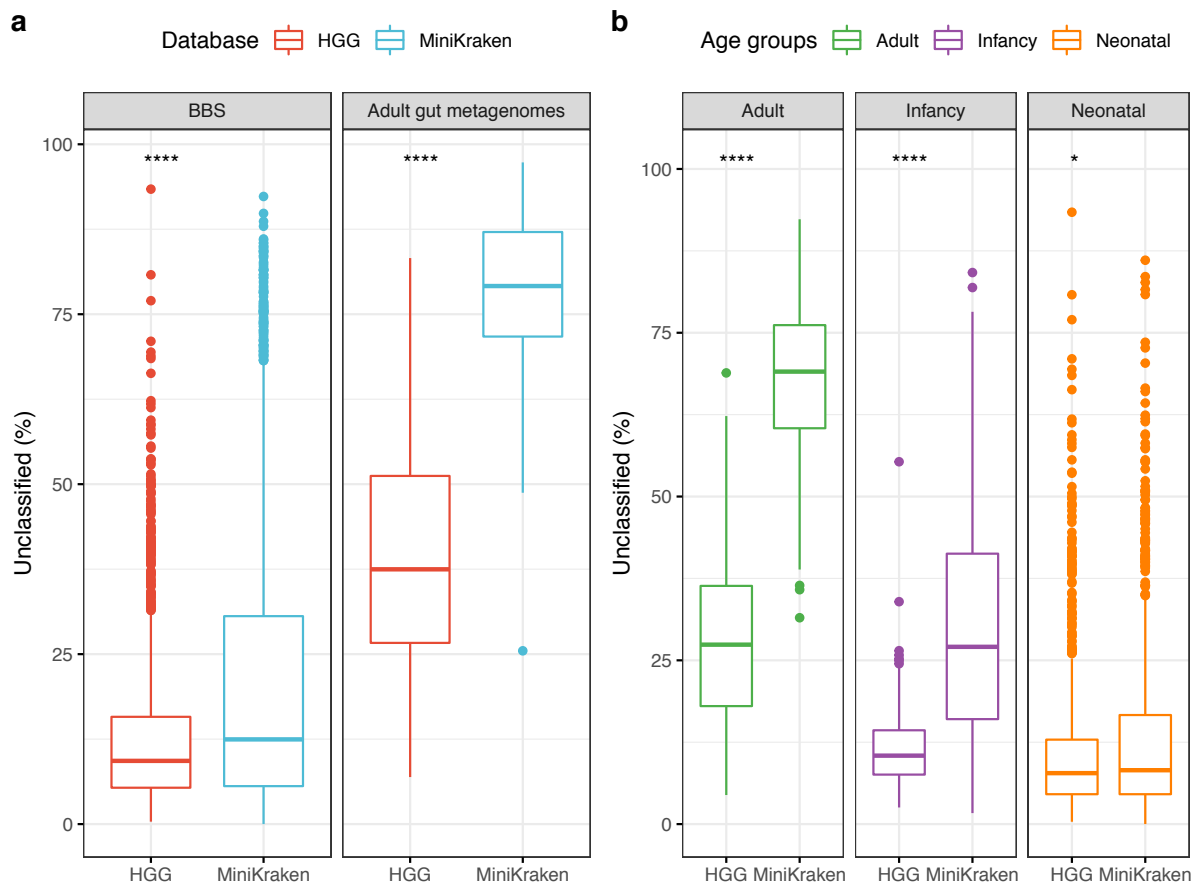 a
Database HGG MiniKraken
BBS Adult gut metagenomes
**** ****
100
75
50
25
0
Unclassified (%)
HGG MiniKraken HGG MiniKraken
b
Age groups Adult Infancy Neonatal
Adult Infancy Neonatal
**** **** *
100
75
50
25
0
Unclassified (%)
HGG MiniKraken HGG MiniKraken HGG MiniKraken